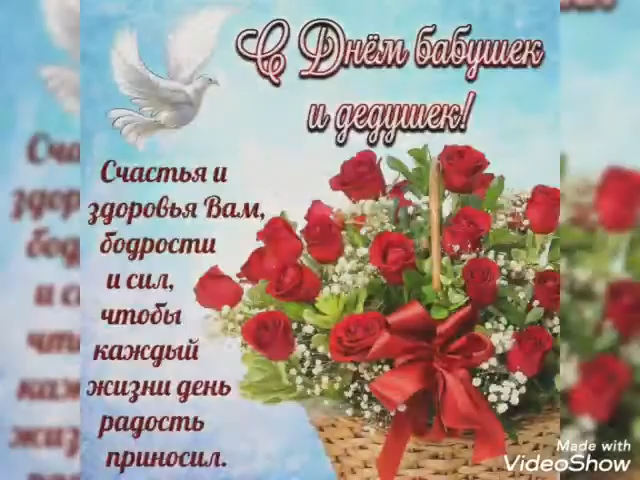 С Днём бабушек
и дедушек!
Счастья и
здоровья Вам,
бодрости
и сил,
чтобы
каждый
жизни день
радость
приносил.
Made with
VideoShow